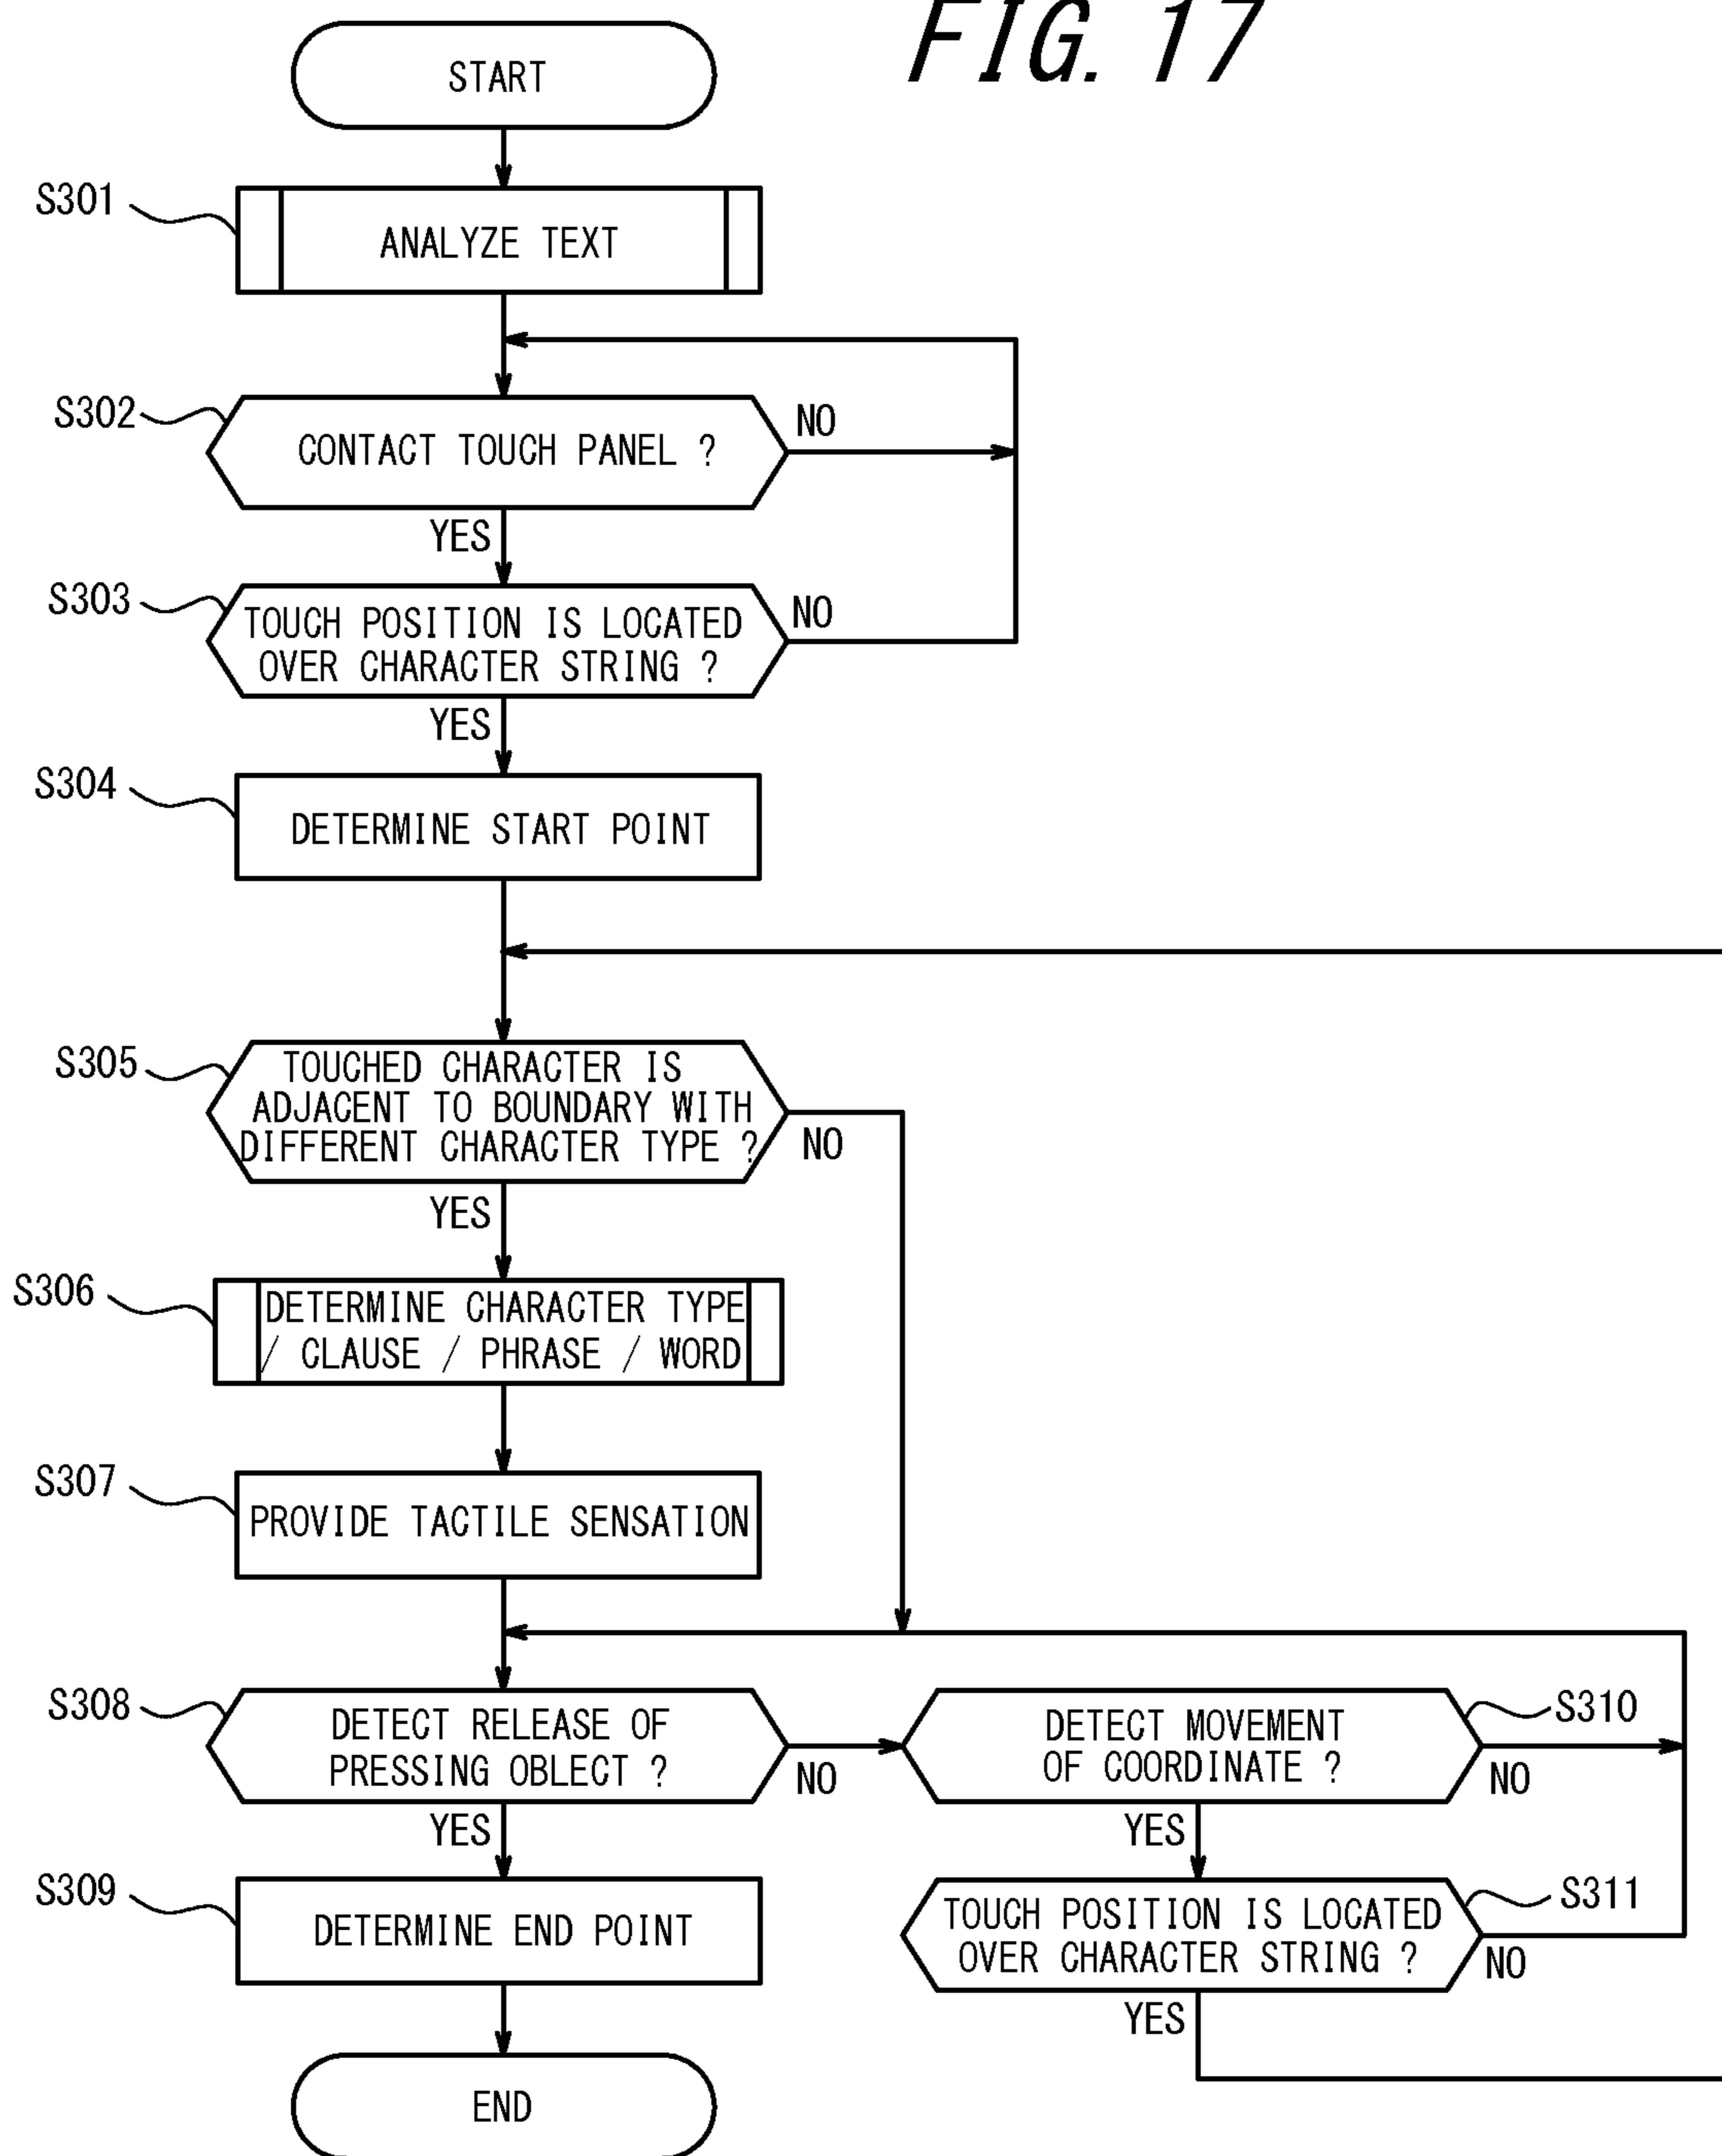 FIG. 17
START
S301
ANALYZE TEXT
S302
CONTACT TOUCH PANEL ?
NO
YES
S303
TOUCH POSITION IS LOCATED
OVER CHARACTER STRING ?
NO
YES
S304
DETERMINE START POINT
S305
TOUCHED CHARACTER IS
ADJACENT TO BOUNDARY WITH
DIFFERENT CHARACTER TYPE ?
NO
YES
S306
DETERMINE CHARACTER TYPE
/ CLAUSE / PHRASE / WORD
S307
PROVIDE TACTILE SENSATION
S308
DETECT RELEASE OF
PRESSING OBLECT ?
NO
YES
S310
DETECT MOVEMENT
OF COORDINATE ?
NO
YES
S309
DETERMINE END POINT
S311
TOUCH POSITION IS LOCATED
OVER CHARACTER STRING ?
NO
YES
END